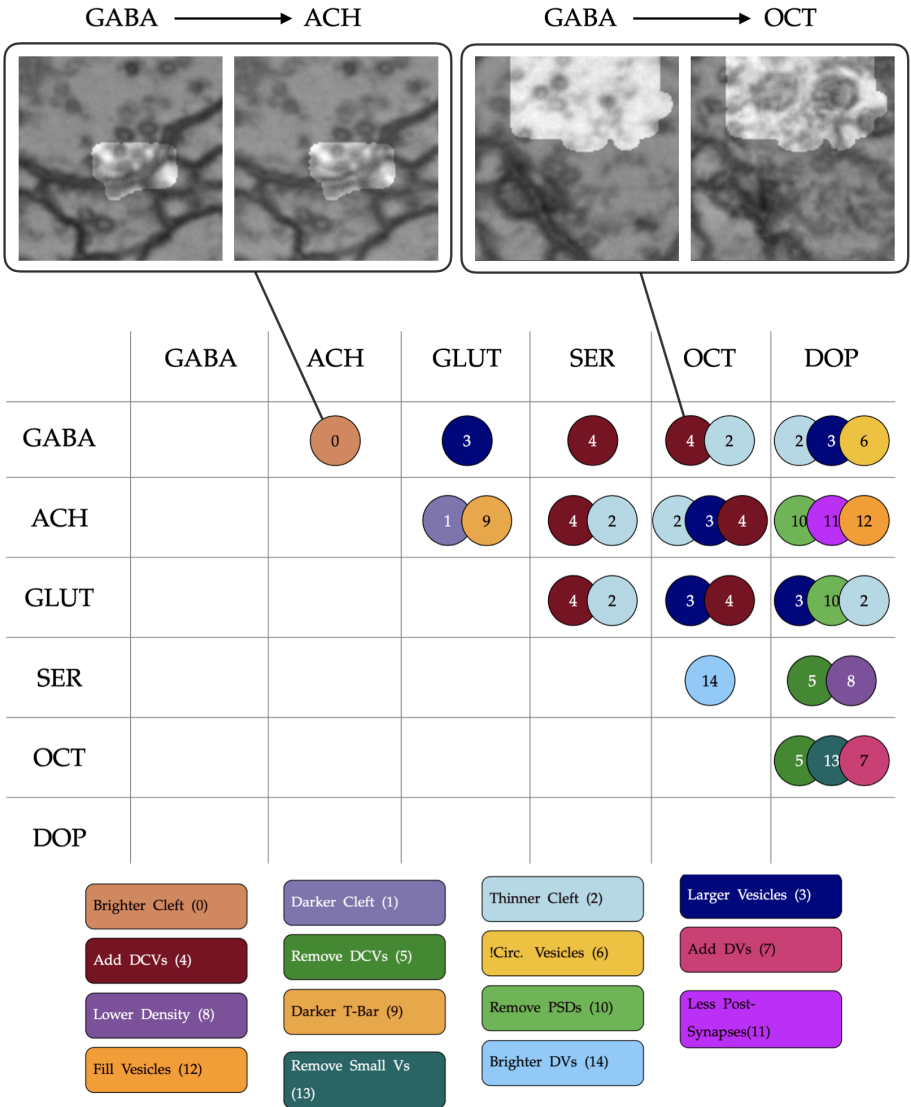 GABA ACH GABA OCT
GABA ACH GLUT SER OCT DOP
GABA 0 3 4 4 2 2 3 6
ACH 1 9 4 2 2 3 4 10 11 12
GLUT 4 2 3 4 3 10 2
SER 14 5 8
OCT 5 13 7
DOP
Brighter Cleft (0) Darker Cleft (1) Thinner Cleft (2) Larger Vesicles (3)
Add DCVs (4) Remove DCVs (5) !Circ. Vesicles (6) Add DVs (7)
Lower Density (8) Darker T-Bar (9) Remove PSDs (10) Less Post-
Synapses(11)
Fill Vesicles (12) Remove Small Vs Brighter DVs (14)
(13)